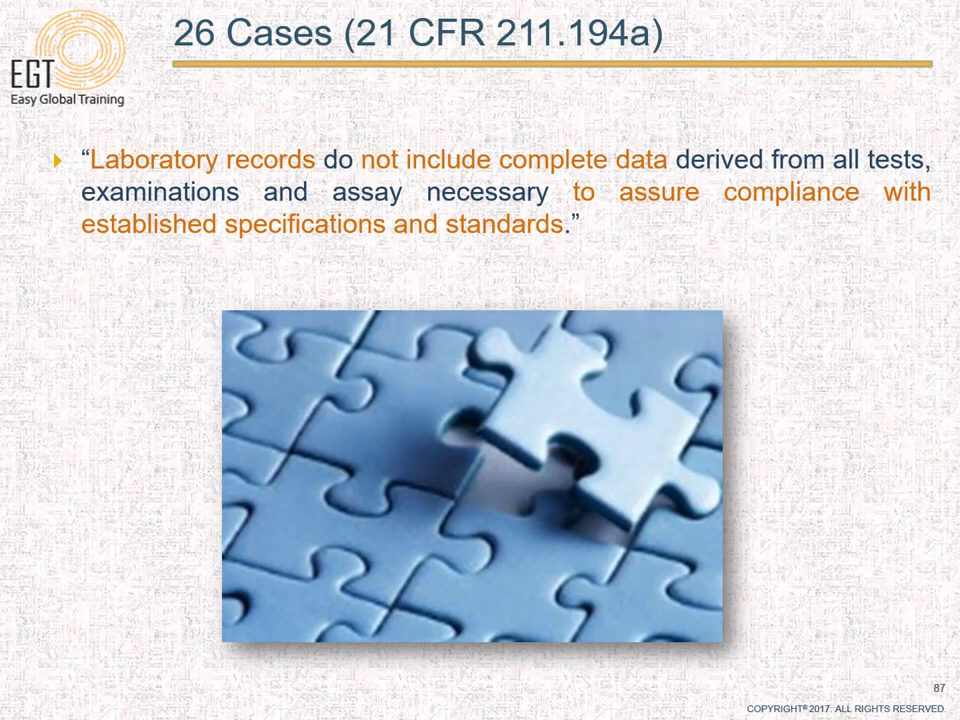 26 Cases (21 CFR 211.194a)
EGT
Easy Global Training
“Laboratory records do not include complete data derived from all tests,
examinations and assay necessary to assure compliance with
established specifications and standards.”
87
COPYRIGHT® 2017. ALL RIGHTS RESERVED.